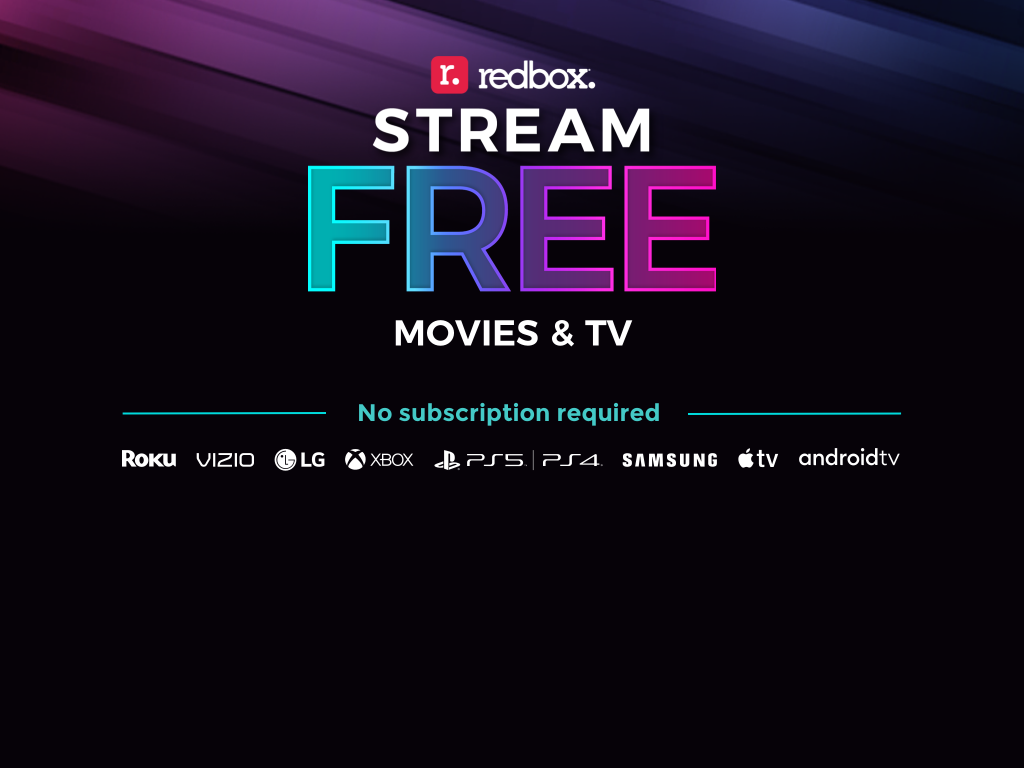 r. redbox.
STREAM
FREE
MOVIES & TV
No subscription required
ROKU VIZIO LG XBOX PS5 | PS4 SAMSUNG tv androidtv